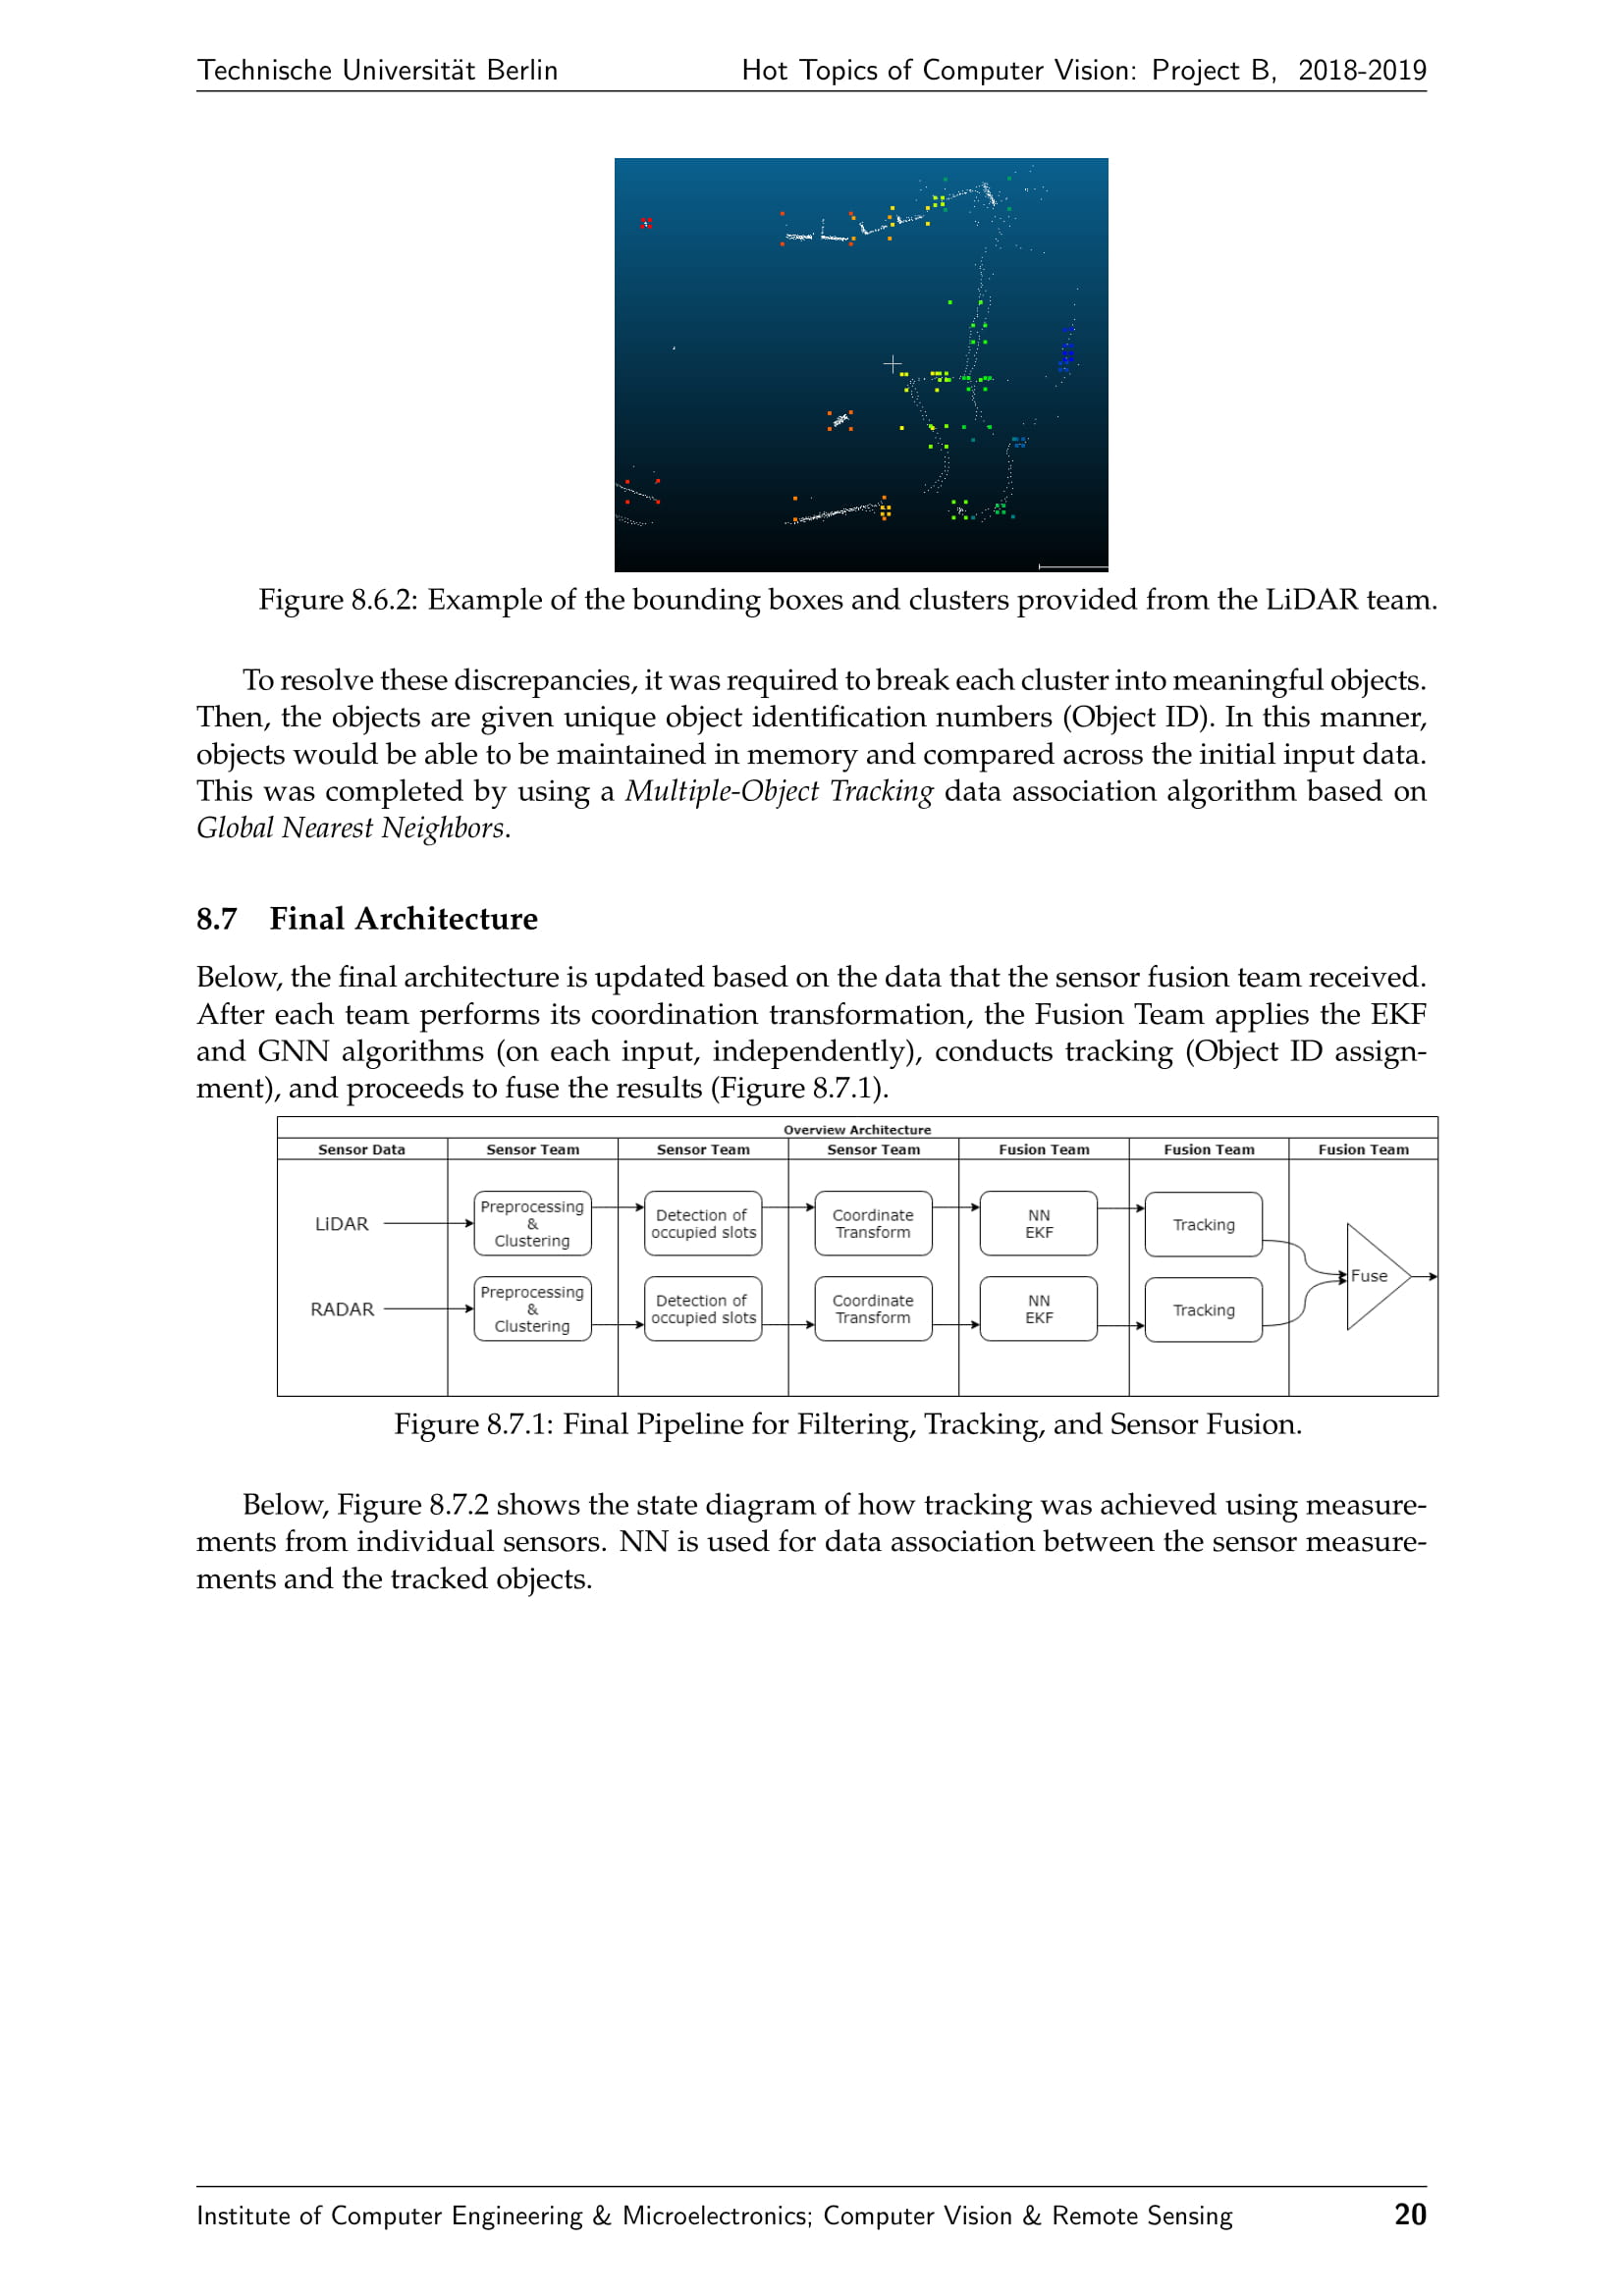 Technische Universität Berlin Hot Topics of Computer Vision: Project B, 2018-2019
Figure 8.6.2: Example of the bounding boxes and clusters provided from the LiDAR team.
To resolve these discrepancies, it was required to break each cluster into meaningful objects.
Then, the objects are given unique object identification numbers (Object ID). In this manner,
objects would be able to be maintained in memory and compared across the initial input data.
This was completed by using a Multiple-Object Tracking data association algorithm based on
Global Nearest Neighbors.
8.7 Final Architecture
Below, the final architecture is updated based on the data that the sensor fusion team received.
After each team performs its coordination transformation, the Fusion Team applies the EKF
and GNN algorithms (on each input, independently), conducts tracking (Object ID assign-
ment), and proceeds to fuse the results (Figure 8.7.1).
Overview Architecture
Sensor Data Sensor Team Sensor Team Sensor Team Fusion Team Fusion Team Fusion Team
LiDAR
Preprocessing
&
Clustering
Detection of
occupied slots
Coordinate
Transform
NN
EKF
Tracking
RADAR
Preprocessing
&
Clustering
Detection of
occupied slots
Coordinate
Transform
NN
EKF
Tracking
Fuse
Figure 8.7.1: Final Pipeline for Filtering, Tracking, and Sensor Fusion.
Below, Figure 8.7.2 shows the state diagram of how tracking was achieved using measure-
ments from individual sensors. NN is used for data association between the sensor measure-
ments and the tracked objects.
Institute of Computer Engineering & Microelectronics; Computer Vision & Remote Sensing 20